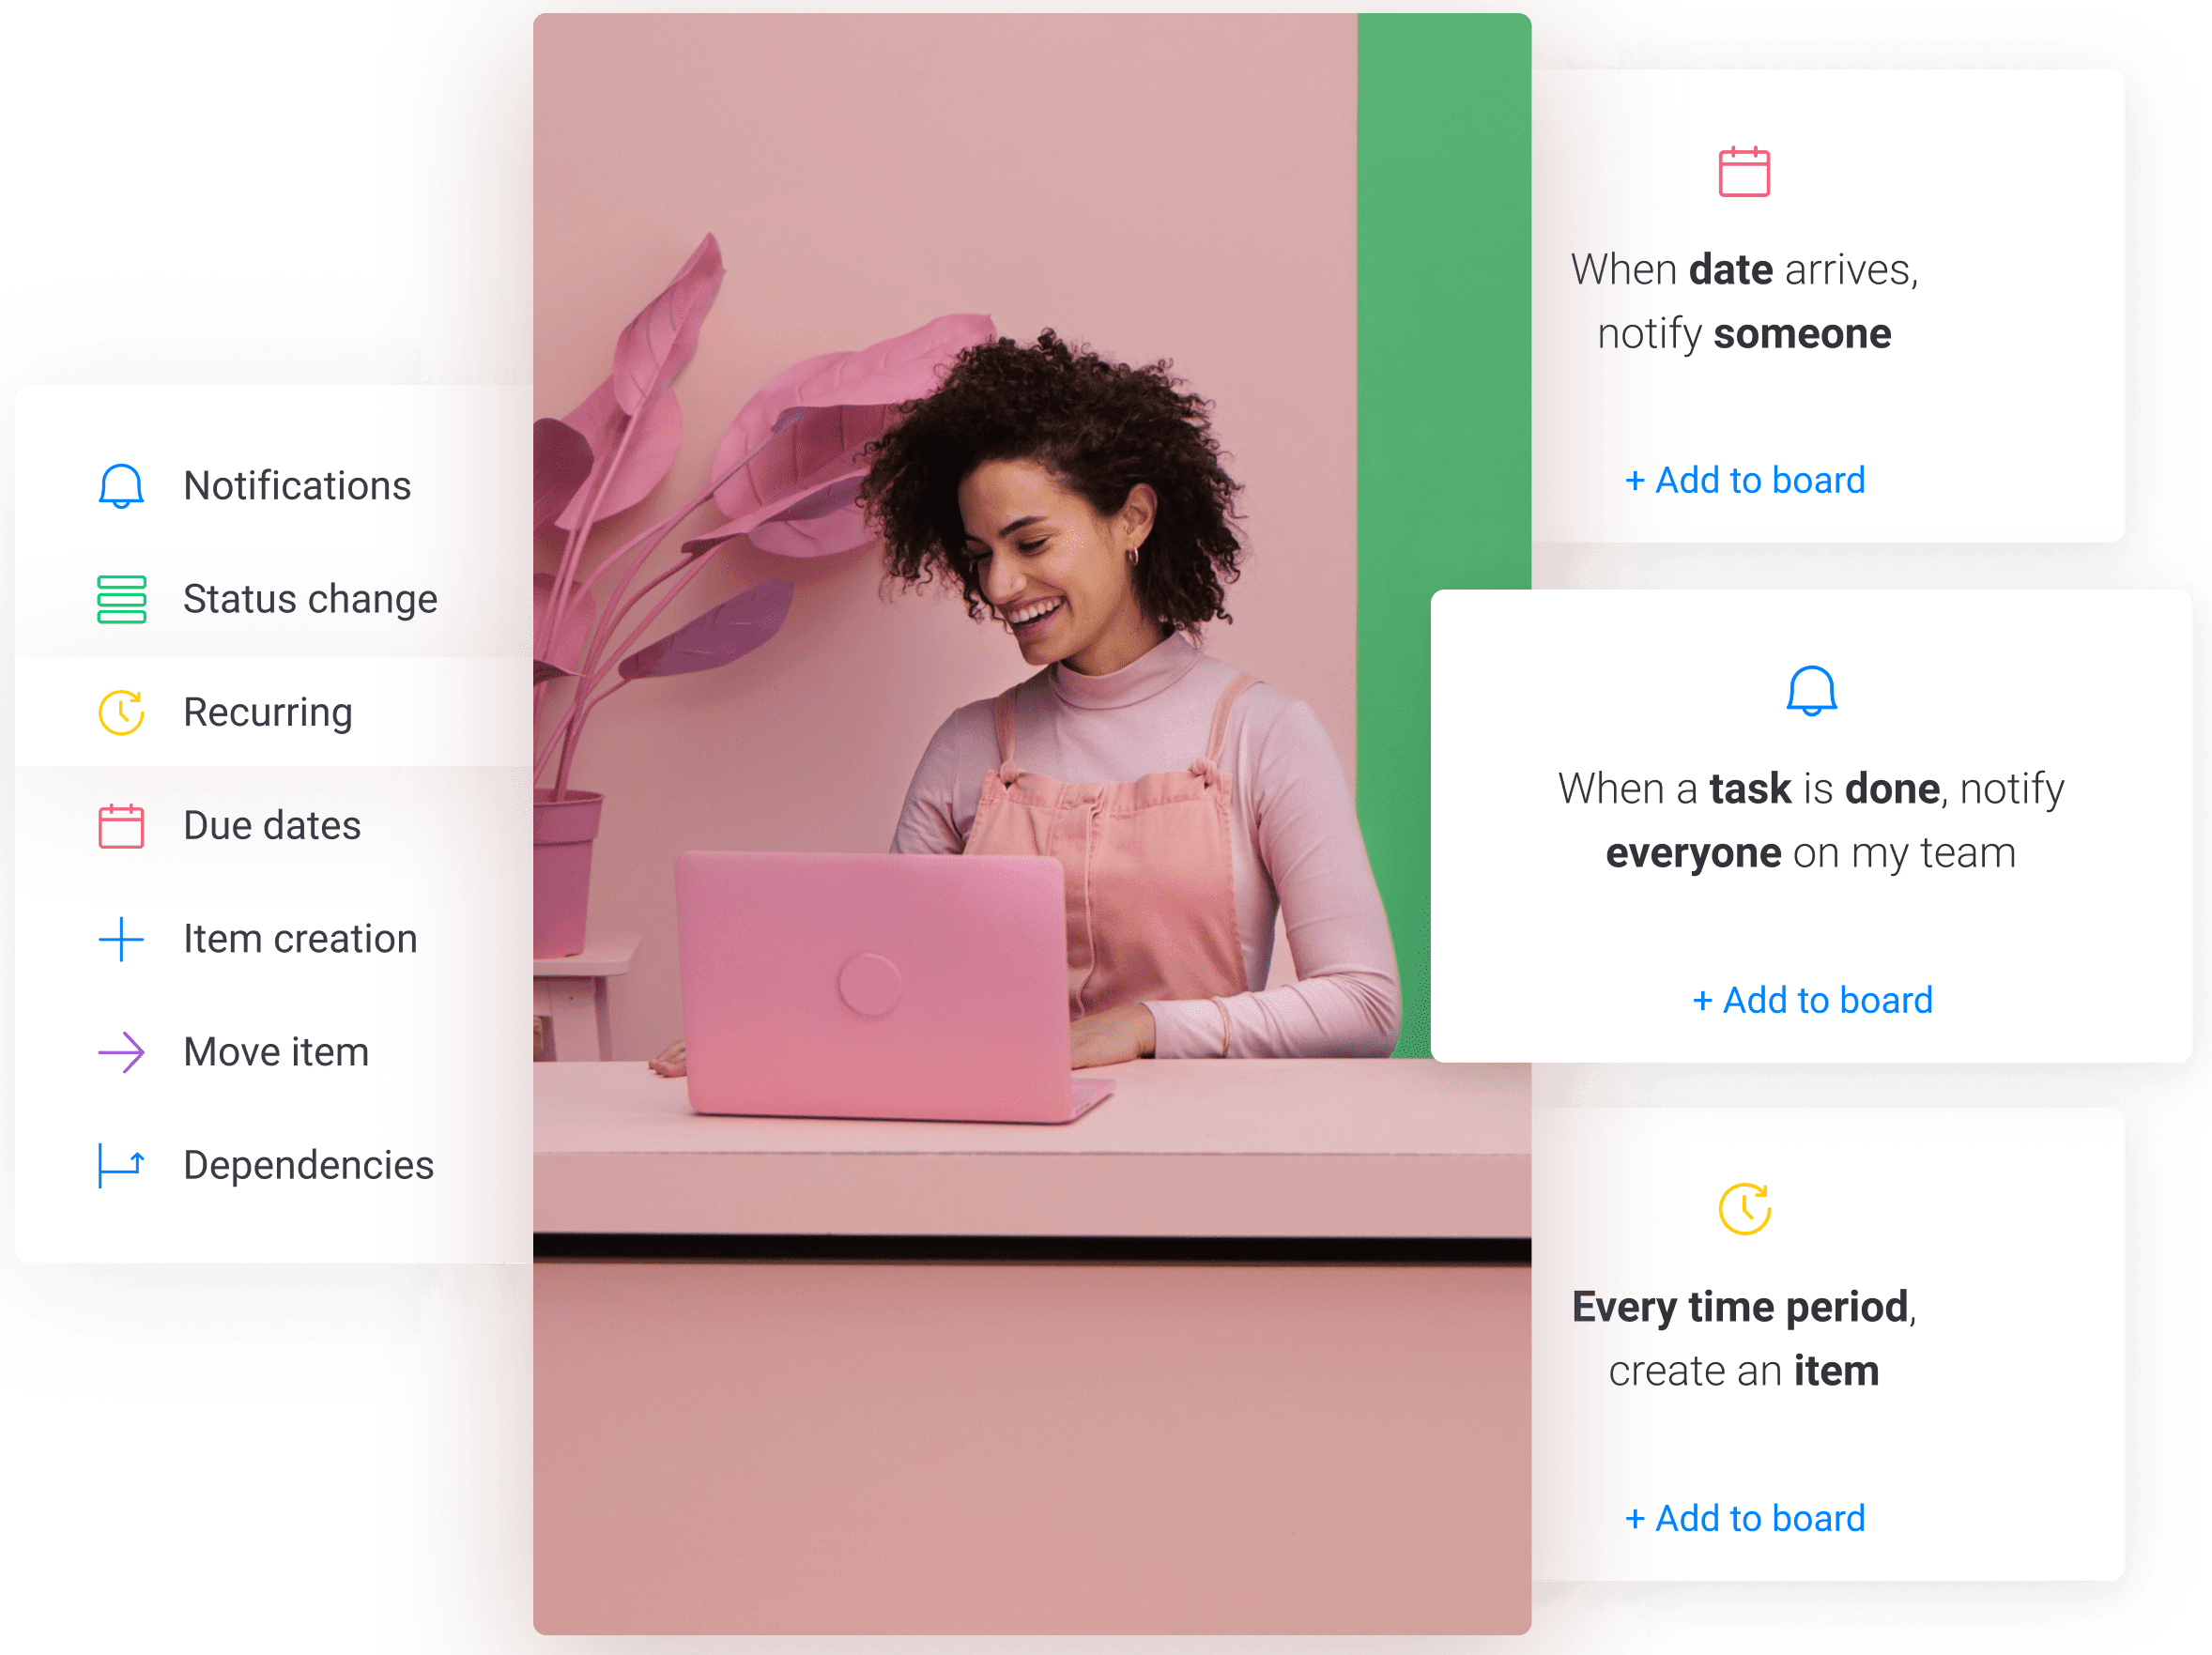 Notifications
Status change
Recurring
Due dates
Item creation
Move item
Dependencies
When date arrives,
notify someone
+ Add to board
When a task is done, notify
everyone on my team
+ Add to board
Every time period,
create an item
+ Add to board